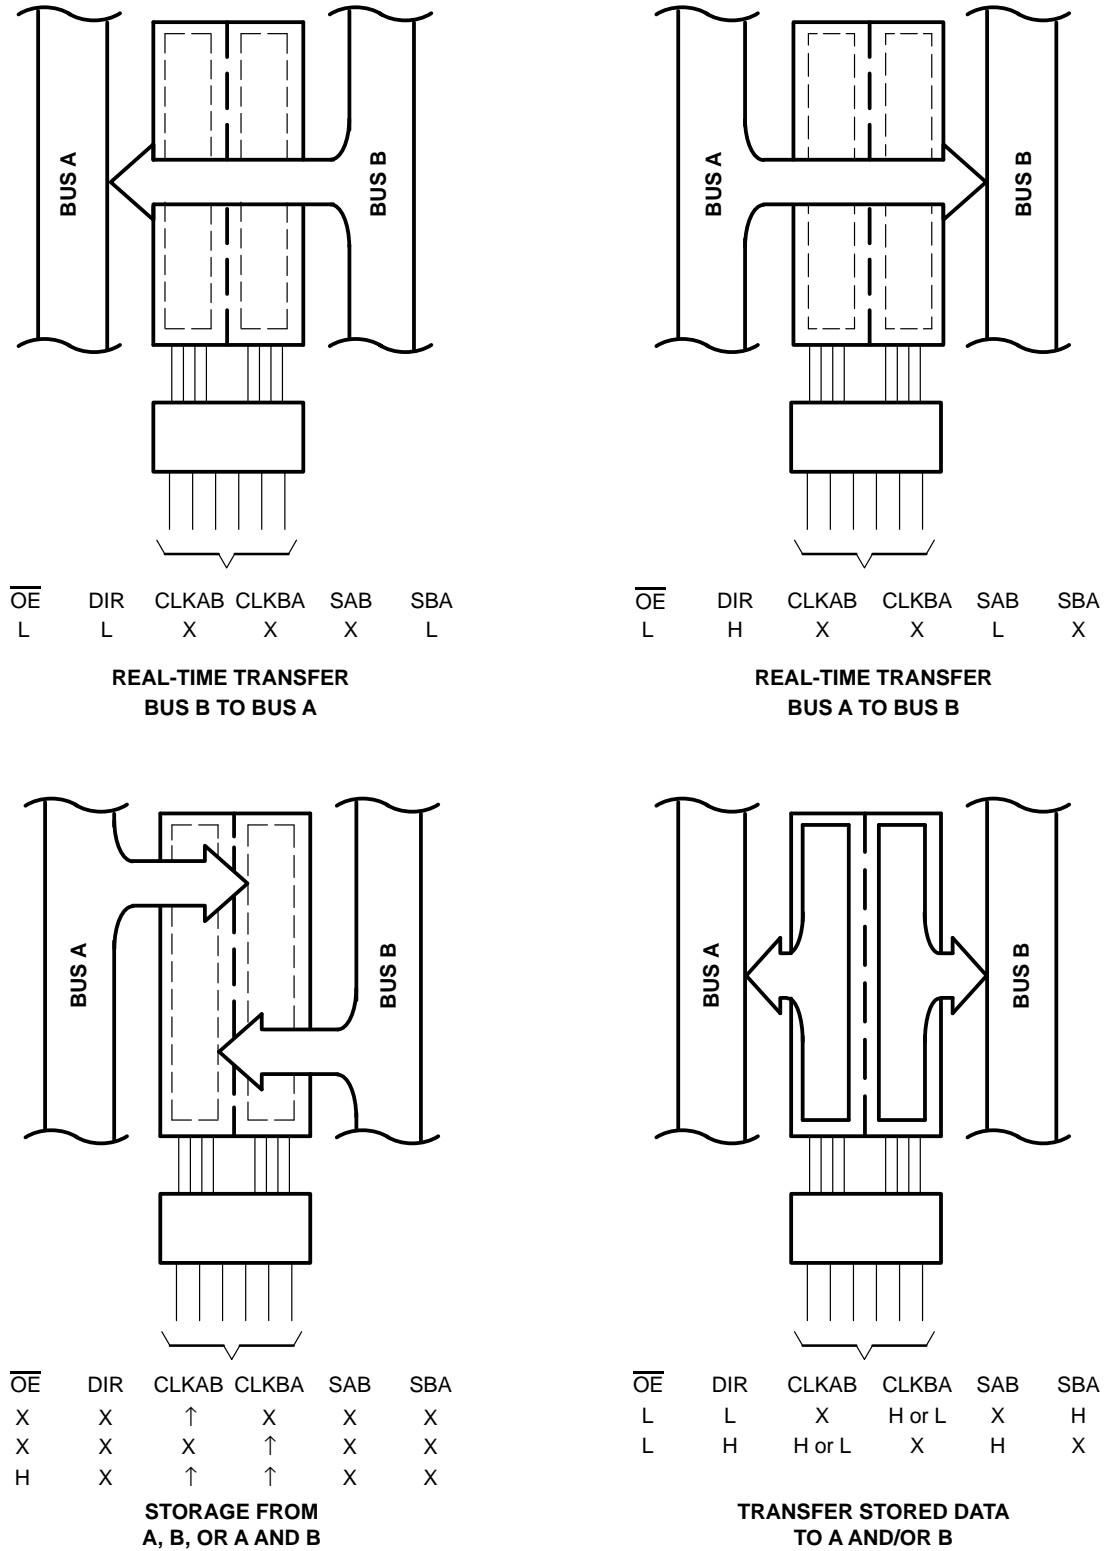 BUS A
BUS B
OE DIR CLKAB CLKBA SAB SBA
L L X X X L
REAL-TIME TRANSFER
BUS B TO BUS A
BUS A
BUS B
OE DIR CLKAB CLKBA SAB SBA
L H X X L X
REAL-TIME TRANSFER
BUS A TO BUS B
BUS A
BUS B
OE DIR CLKAB CLKBA SAB SBA
X X ↑ X X X
X X X ↑ X X
H X ↑ ↑ X X
STORAGE FROM
A, B, OR A AND B
BUS A
BUS B
OE DIR CLKAB CLKBA SAB SBA
L L X H or L X H
L H H or L X H X
TRANSFER STORED DATA
TO A AND/OR B